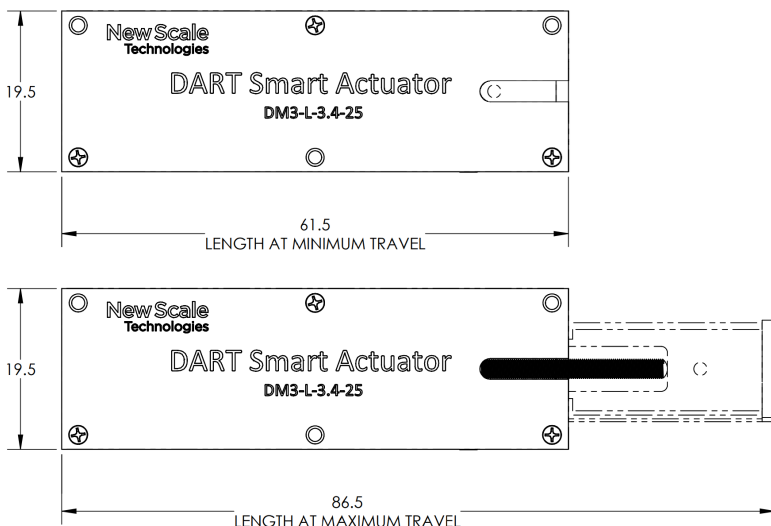 New Scale
Technologies
DART Smart Actuator
DM3-L-3.4-25
19.5
61.5
LENGTH AT MINIMUM TRAVEL
New Scale
Technologies
DART Smart Actuator
DM3-L-3.4-25
19.5
86.5
LENGTH AT MAXIMUM TRAVEL